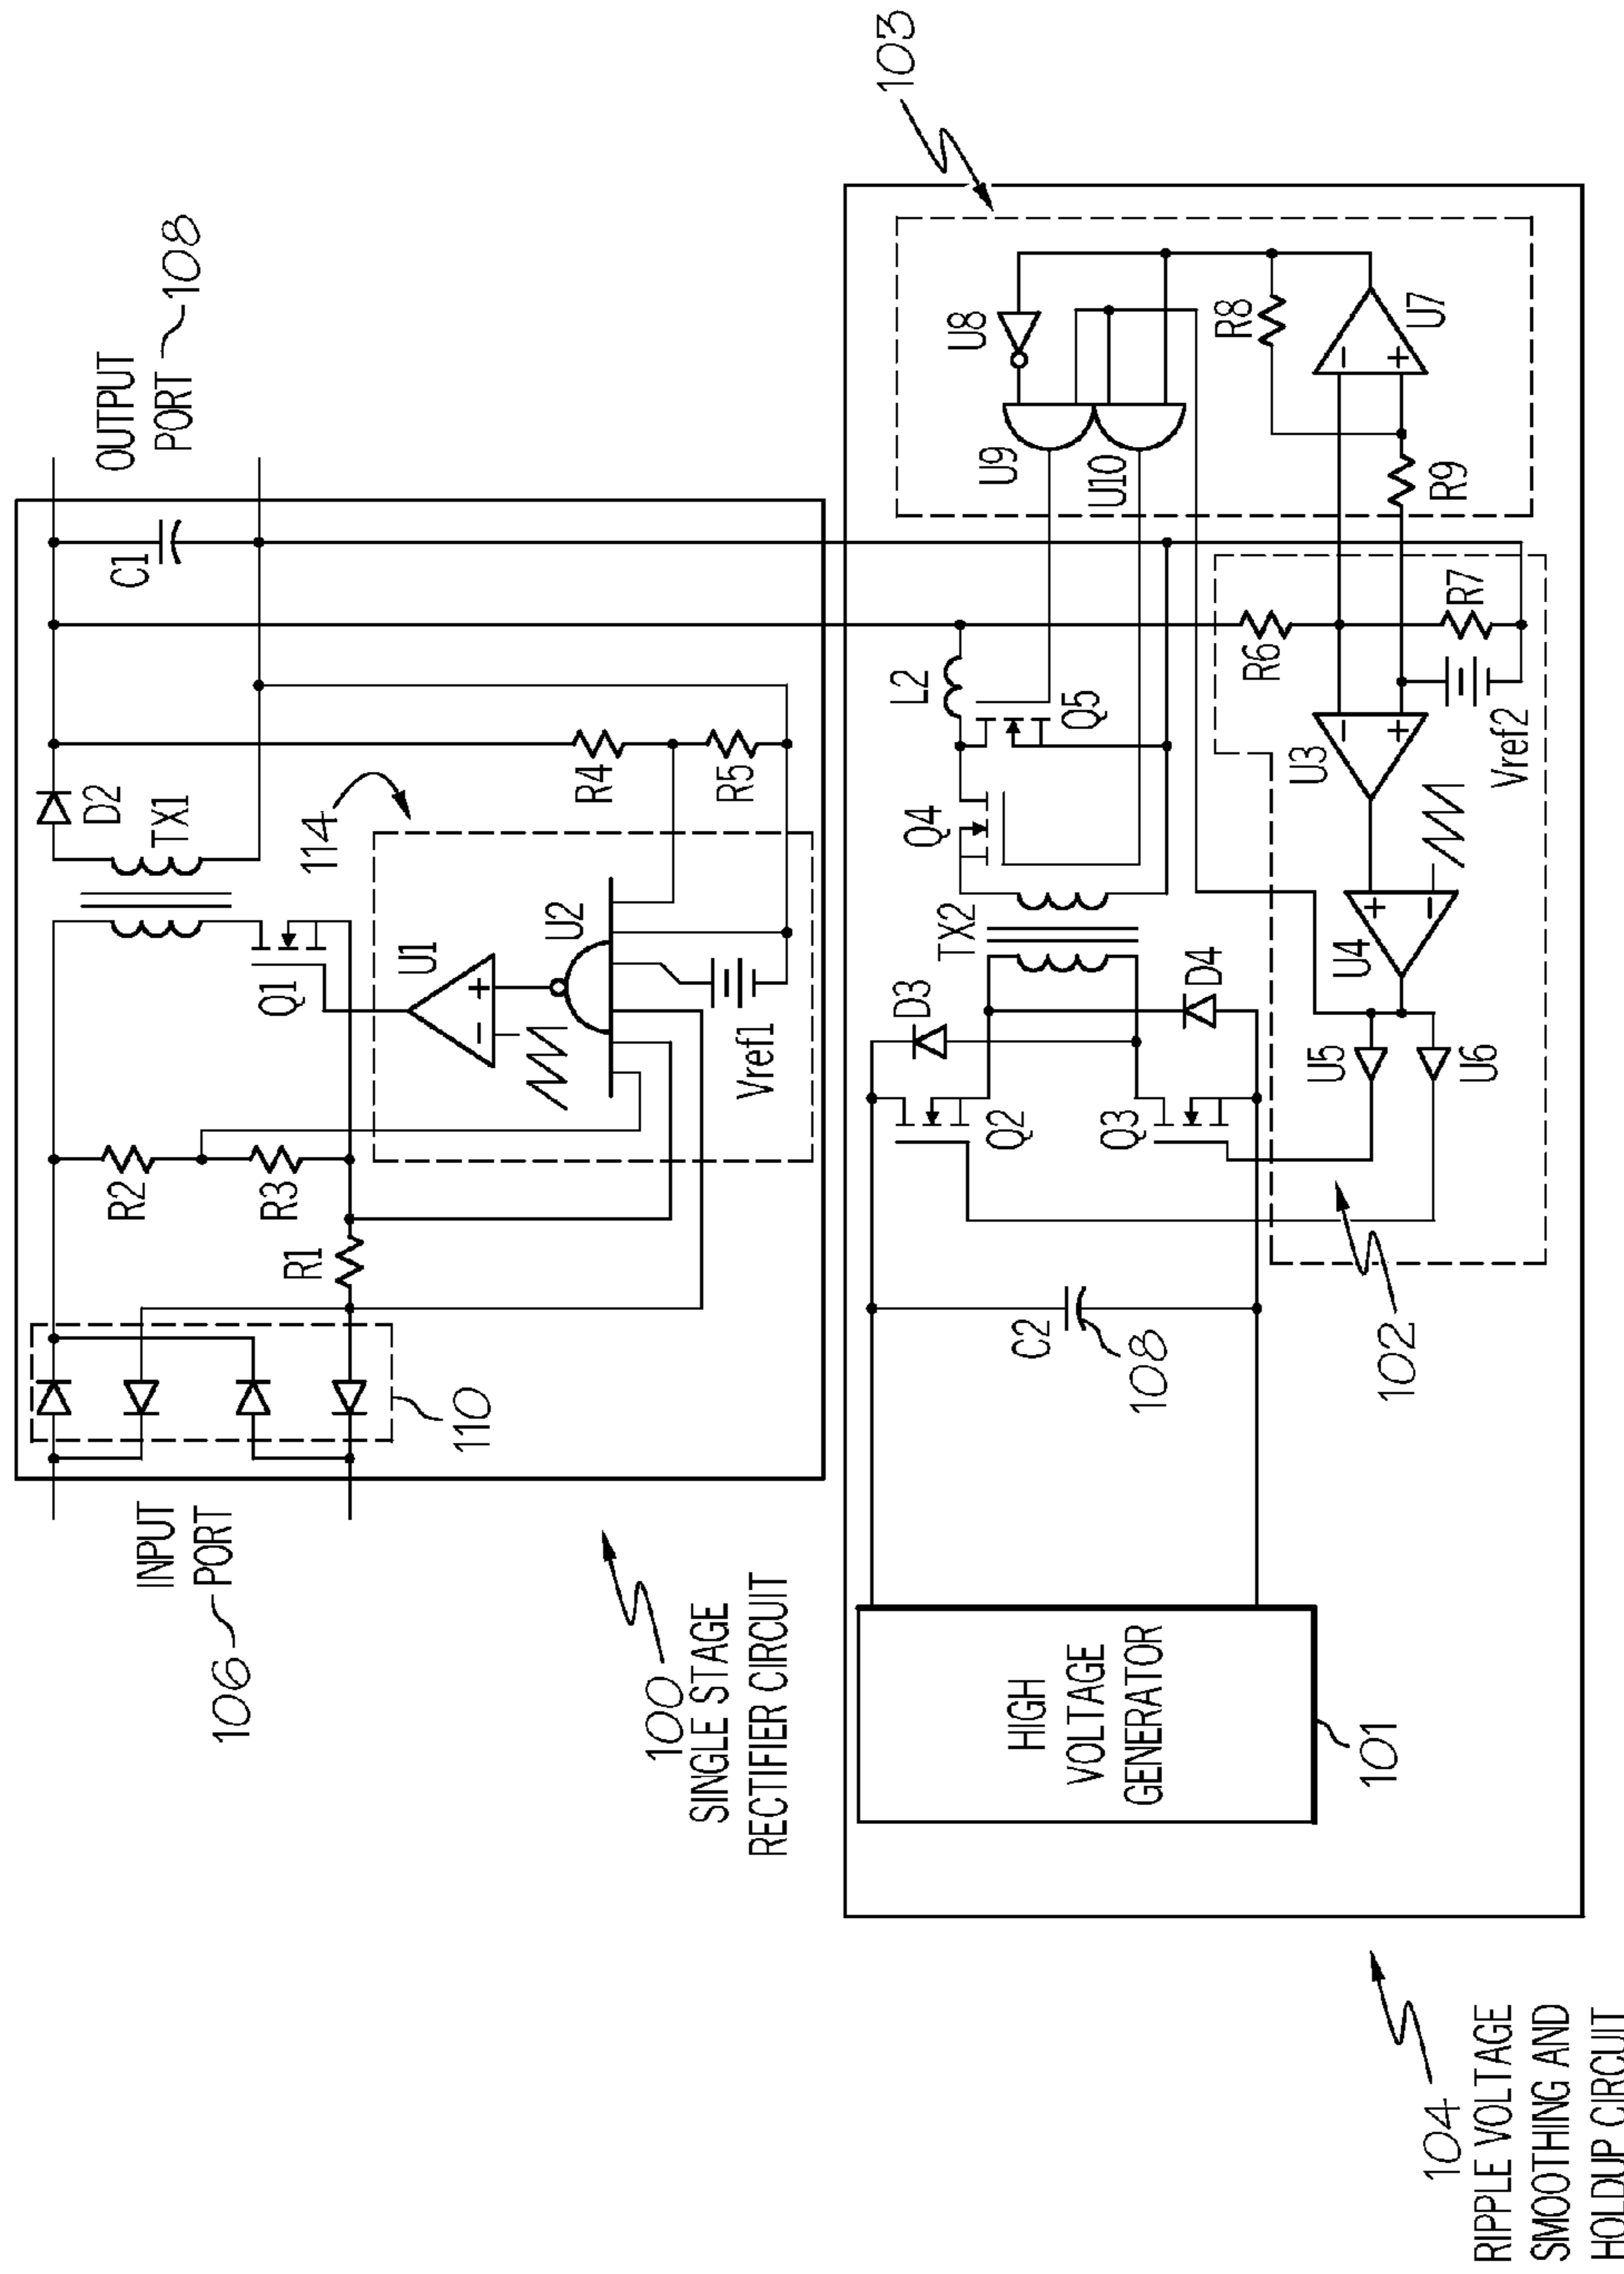 INPUT
PORT
106
110
R1
R2
R3
Q1
TX1
D2
114
U1
+
−
U2
Vref1
R4
R5
C1
OUTPUT
PORT
108
100
SINGLE STAGE
RECTIFIER CIRCUIT
HIGH
VOLTAGE
GENERATOR
101
C2
108
D3
Q2
Q3
D4
TX2
Q4
L2
Q5
U9
U10
U8
103
R8
U7
−
+
R9
R6
R7
Vref2
U3
−
+
U4
+
−
U5
U6
102
104
RIPPLE VOLTAGE
SMOOTHING AND
HOLDUP CIRCUIT